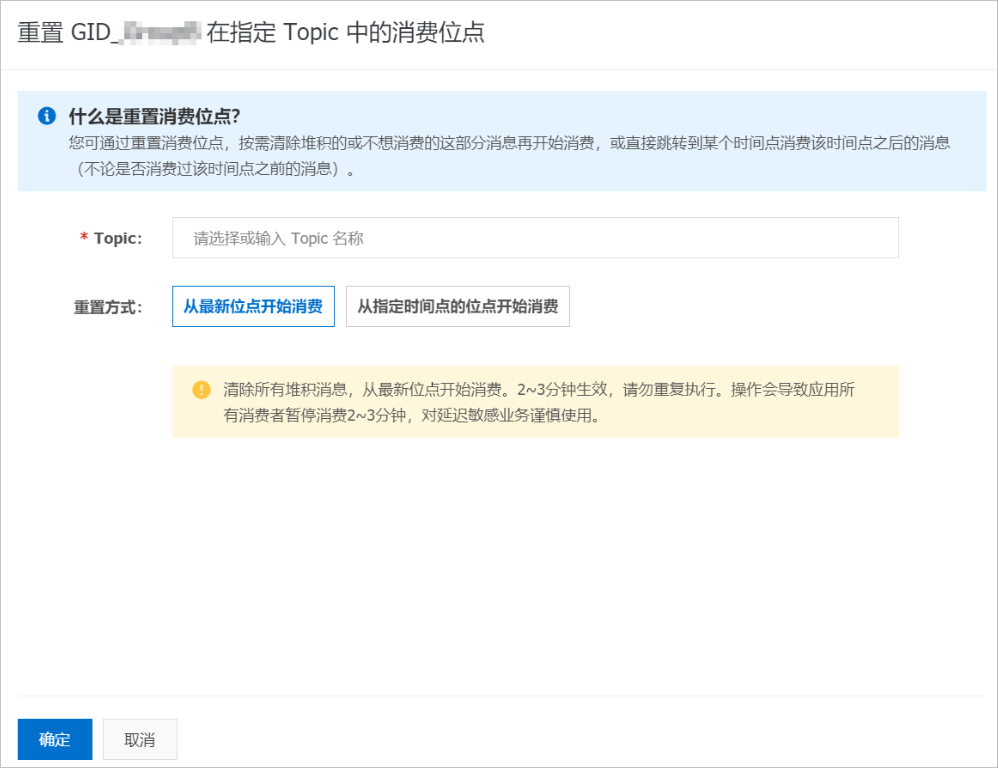 重置 GID_ 在指定 Topic 中的消费位点
什么是重置消费位点?
您可通过重置消费位点，按需清除堆积的或不想消费的这部分消息再开始消费，或直接跳转到某个时间点消费该时间点之后的消息
（不论是否消费过该时间点之前的消息）。
* Topic:
请选择或输入 Topic 名称
重置方式:
从最新位点开始消费
从指定时间点的位点开始消费
清除所有堆积消息，从最新位点开始消费。2~3分钟生效，请勿重复执行。操作会导致应用所
有消费者暂停消费2~3分钟，对延迟敏感业务谨慎使用。
确定
取消